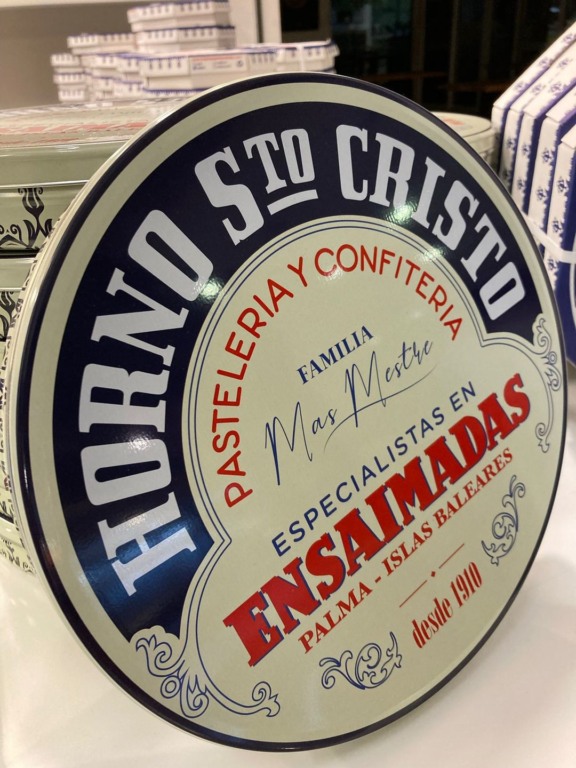 HORNO STO CRISTO
PASTELERIA Y CONFITERIA
FAMILIA
Mas Mestre
ESPECIALISTAS EN
ENSAIMADAS
PALMA - ISLAS BALEARES
desde 1910